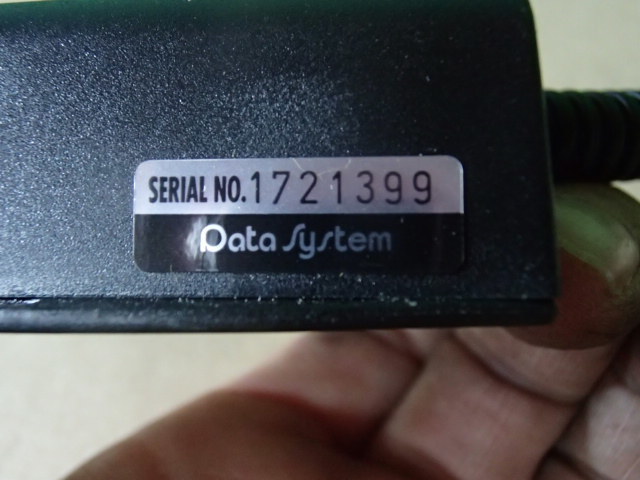 SERIAL NO.1721399
Data System